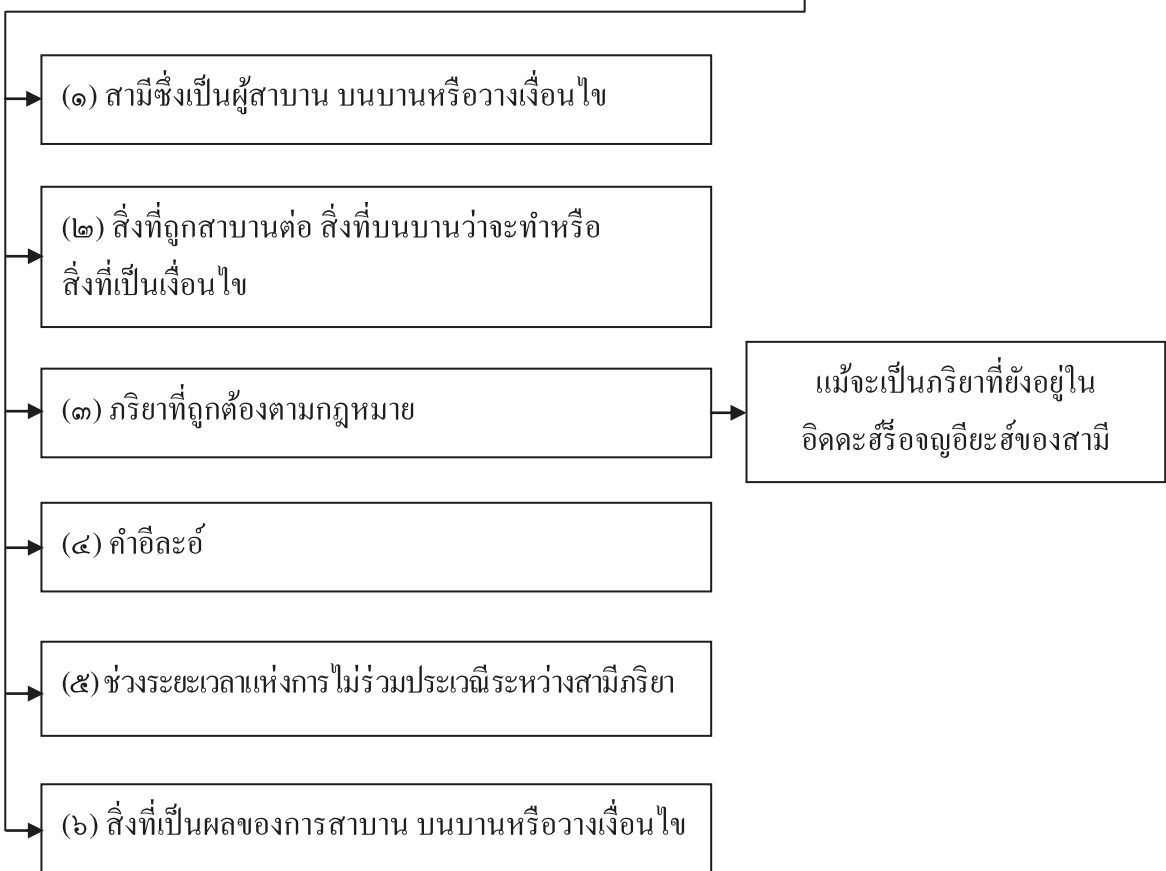 (๑) สามีซึ่งเป็นผู้สาบาน บนบานหรือวางเงื่อนไข
(๒) สิ่งที่ถูกสาบานต่อ สิ่งที่บนบานว่าจะทำหรือ
สิ่งที่เป็นเงื่อนไข
(๓) ภริยาที่ถูกต้องตามกฎหมาย
แม้จะเป็นภริยาที่ยังอยู่ใน
อิดดะฮ์ร็อจญอียะฮ์ของสามี
(๔) คำอีละอ์
(๕) ช่วงระยะเวลาแห่งการไม่ร่วมประเวณีระหว่างสามีภริยา
(๖) สิ่งที่เป็นผลของการสาบาน บนบานหรือวางเงื่อนไข